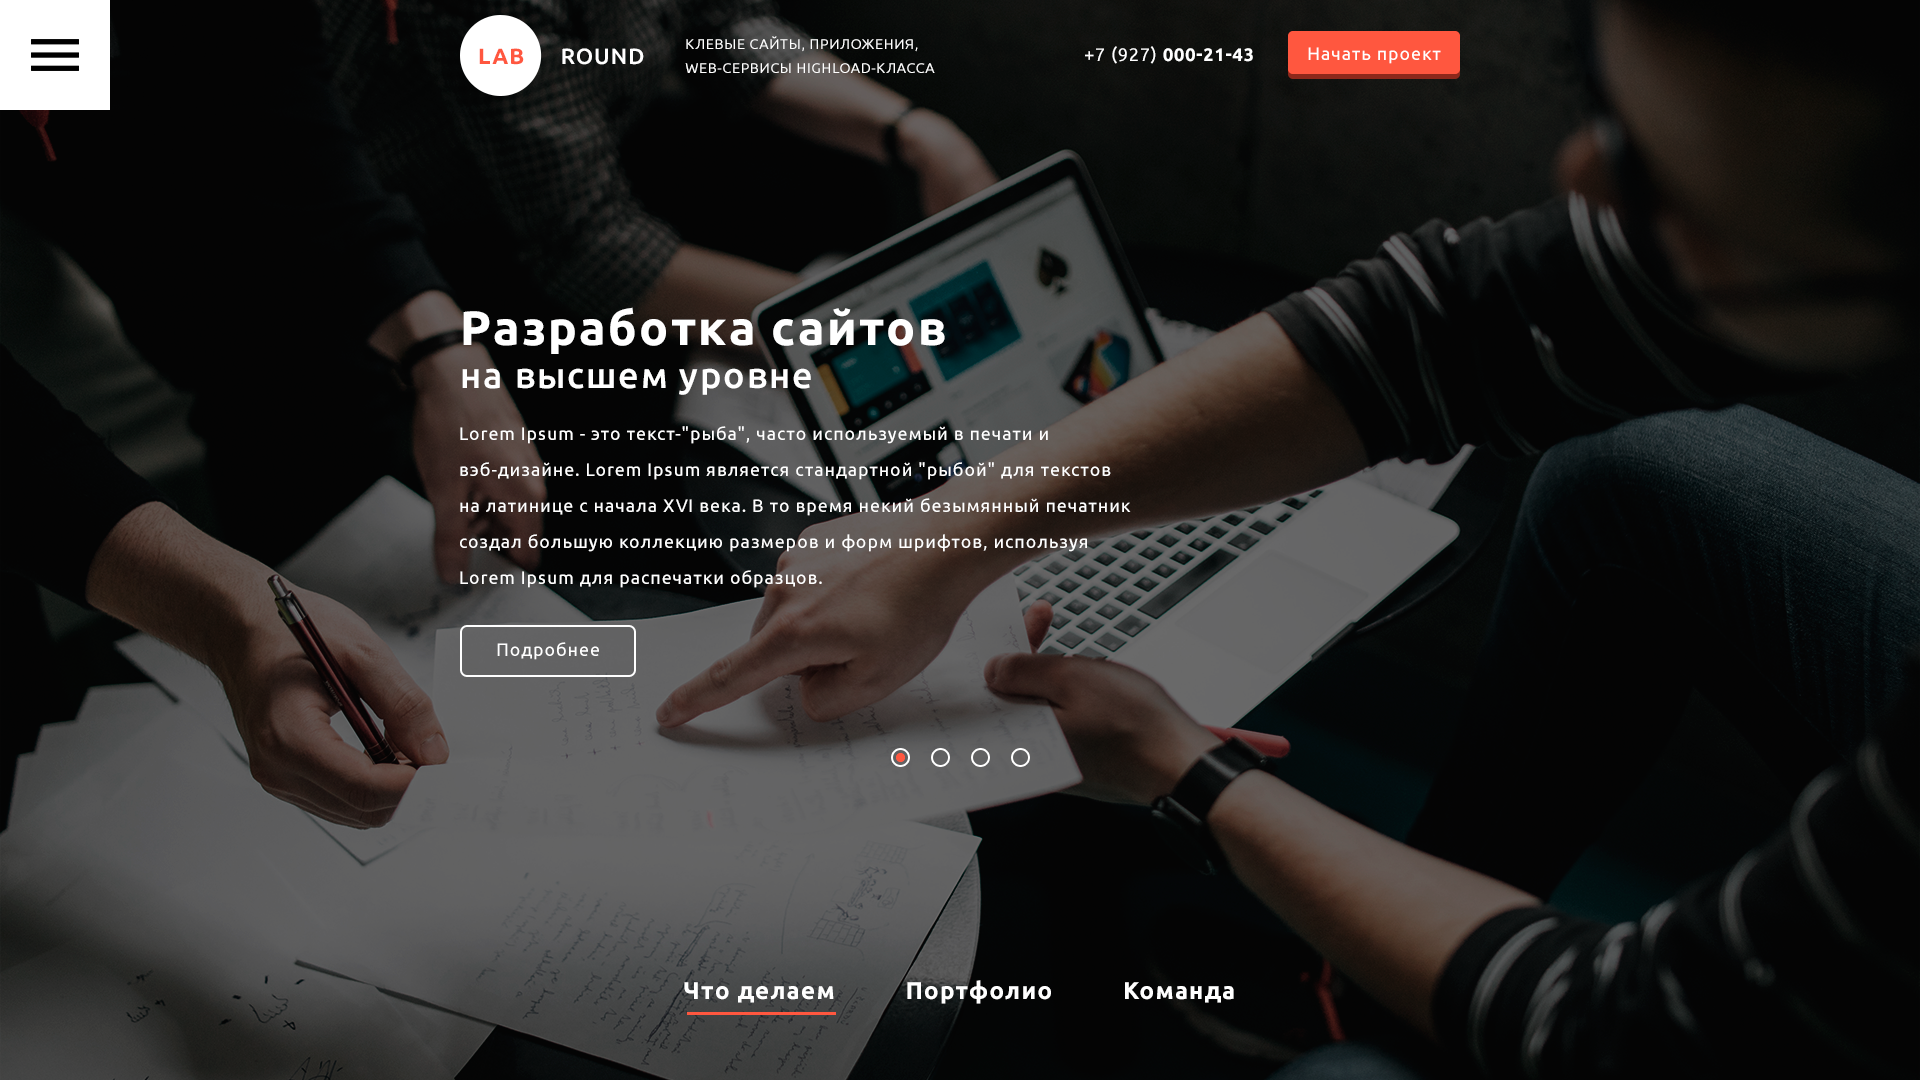 LAB ROUND
КЛЕВЫЕ САЙТЫ, ПРИЛОЖЕНИЯ,
WEB-СЕРВИСЫ HIGHLOAD-КЛАССА
+7 (927) 000-21-43
Начать проект
Разработка сайтов
на высшем уровне
Lorem Ipsum - это текст-"рыба", часто используемый в печати и
вэб-дизайне. Lorem Ipsum является стандартной "рыбой" для текстов
на латинице с начала XVI века. В то время некий безымянный печатник
создал большую коллекцию размеров и форм шрифтов, используя
Lorem Ipsum для распечатки образцов.
Подробнее
Что делаем
Портфолио
Команда